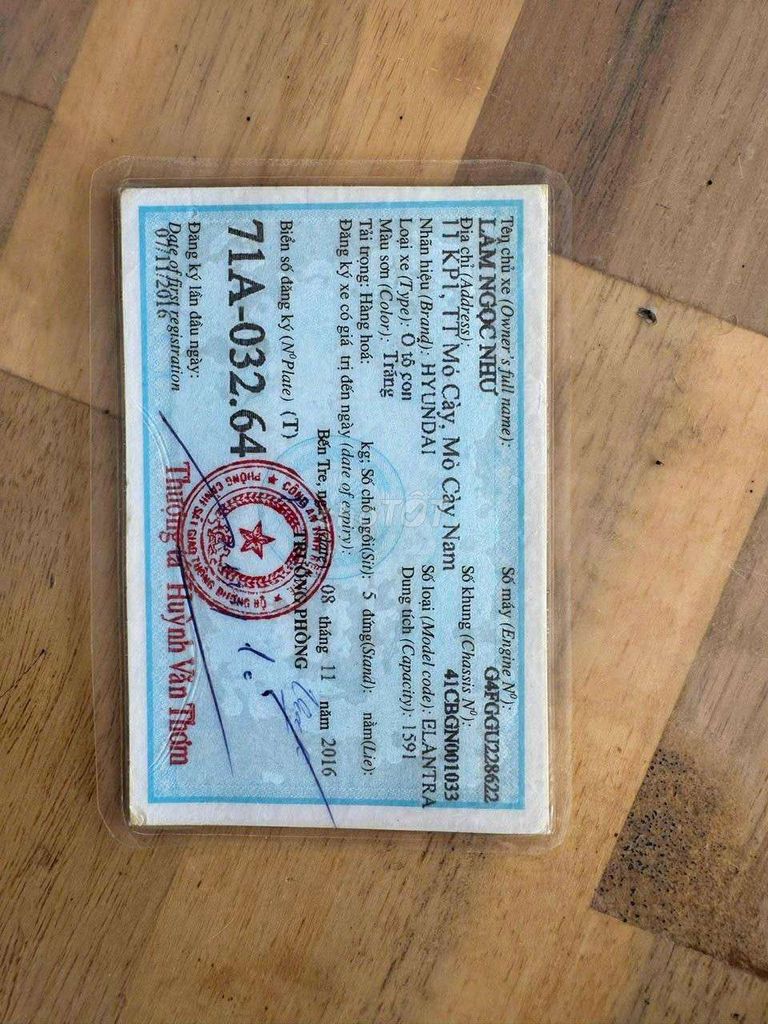 Tên chủ xe (Owner's full name):
LÂM NGỌC NHƯ
Số máy (Engine Nº):
G4FGGU228622
Địa chỉ (Address):
Số khung (Chassis Nº):
11 KP1, TT Mỏ Cày, Mỏ Cày Nam
41CBGN001033
Nhãn hiệu (Brand): HYUNDAI
Số loại (Model code): ELANTRA
Loại xe (Type): Ô tô con
Dung tích (Capacity): 1591
Màu sơn (Color): Trắng
Tải trọng: Hàng hoá: kg; Số chỗ ngồi(Sit): 5 đứng(Stand): nằm(Lie):
Đăng ký xe có giá trị đến ngày (date of expiry):
Bến Tre, 08 tháng 11 năm 2016
Biển số đăng ký (NºPlate) (T)
TRƯỞNG PHÒNG
71A-032.64
Đăng ký lần đầu ngày:
Date of first registration
07/11/2016
Thượng tá Huỳnh Văn Thơm